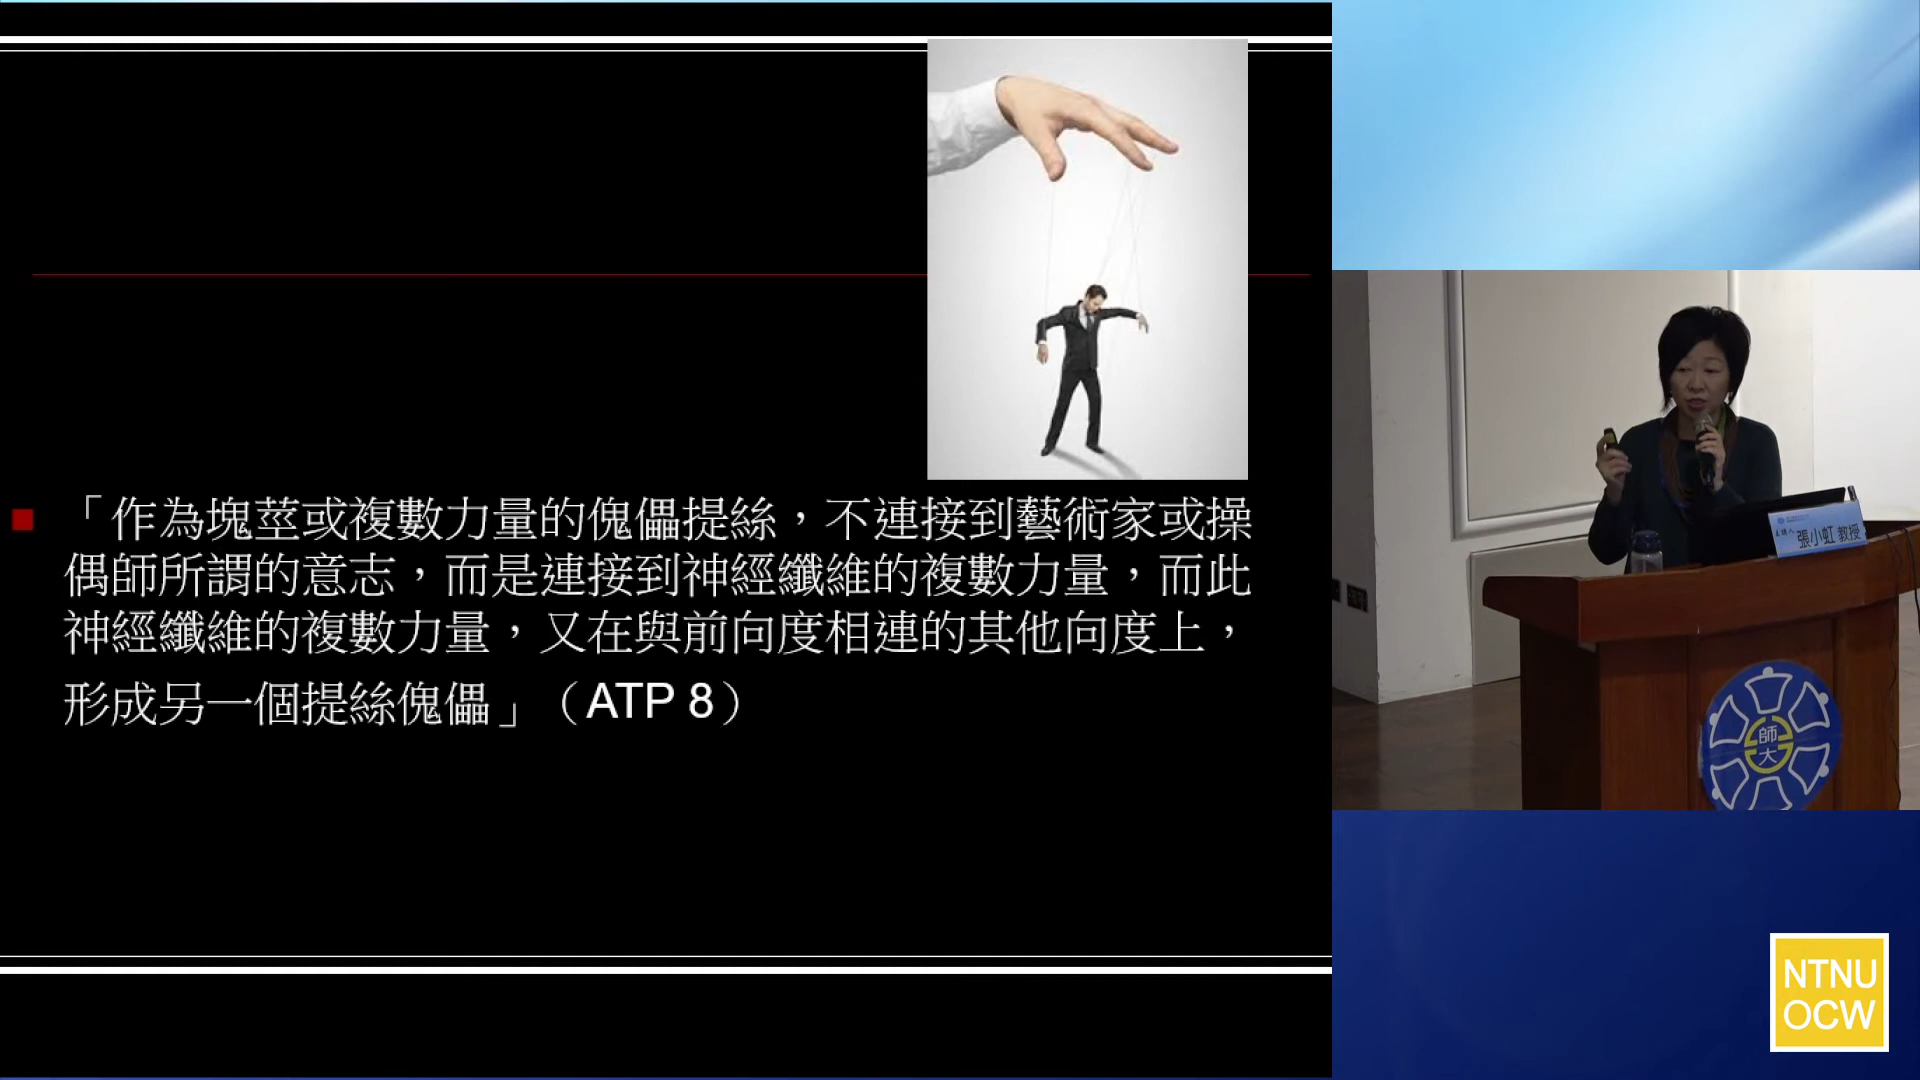 「作為塊莖或複數力量的傀儡提絲，不連接到藝術家或操
偶師所謂的意志，而是連接到神經纖維的複數力量，而此
神經纖維的複數力量，又在與前向度相連的其他向度上，
形成另一個提絲傀儡」（ATP 8）
主講人 張小虹 教授
師大
NTNU
OCW